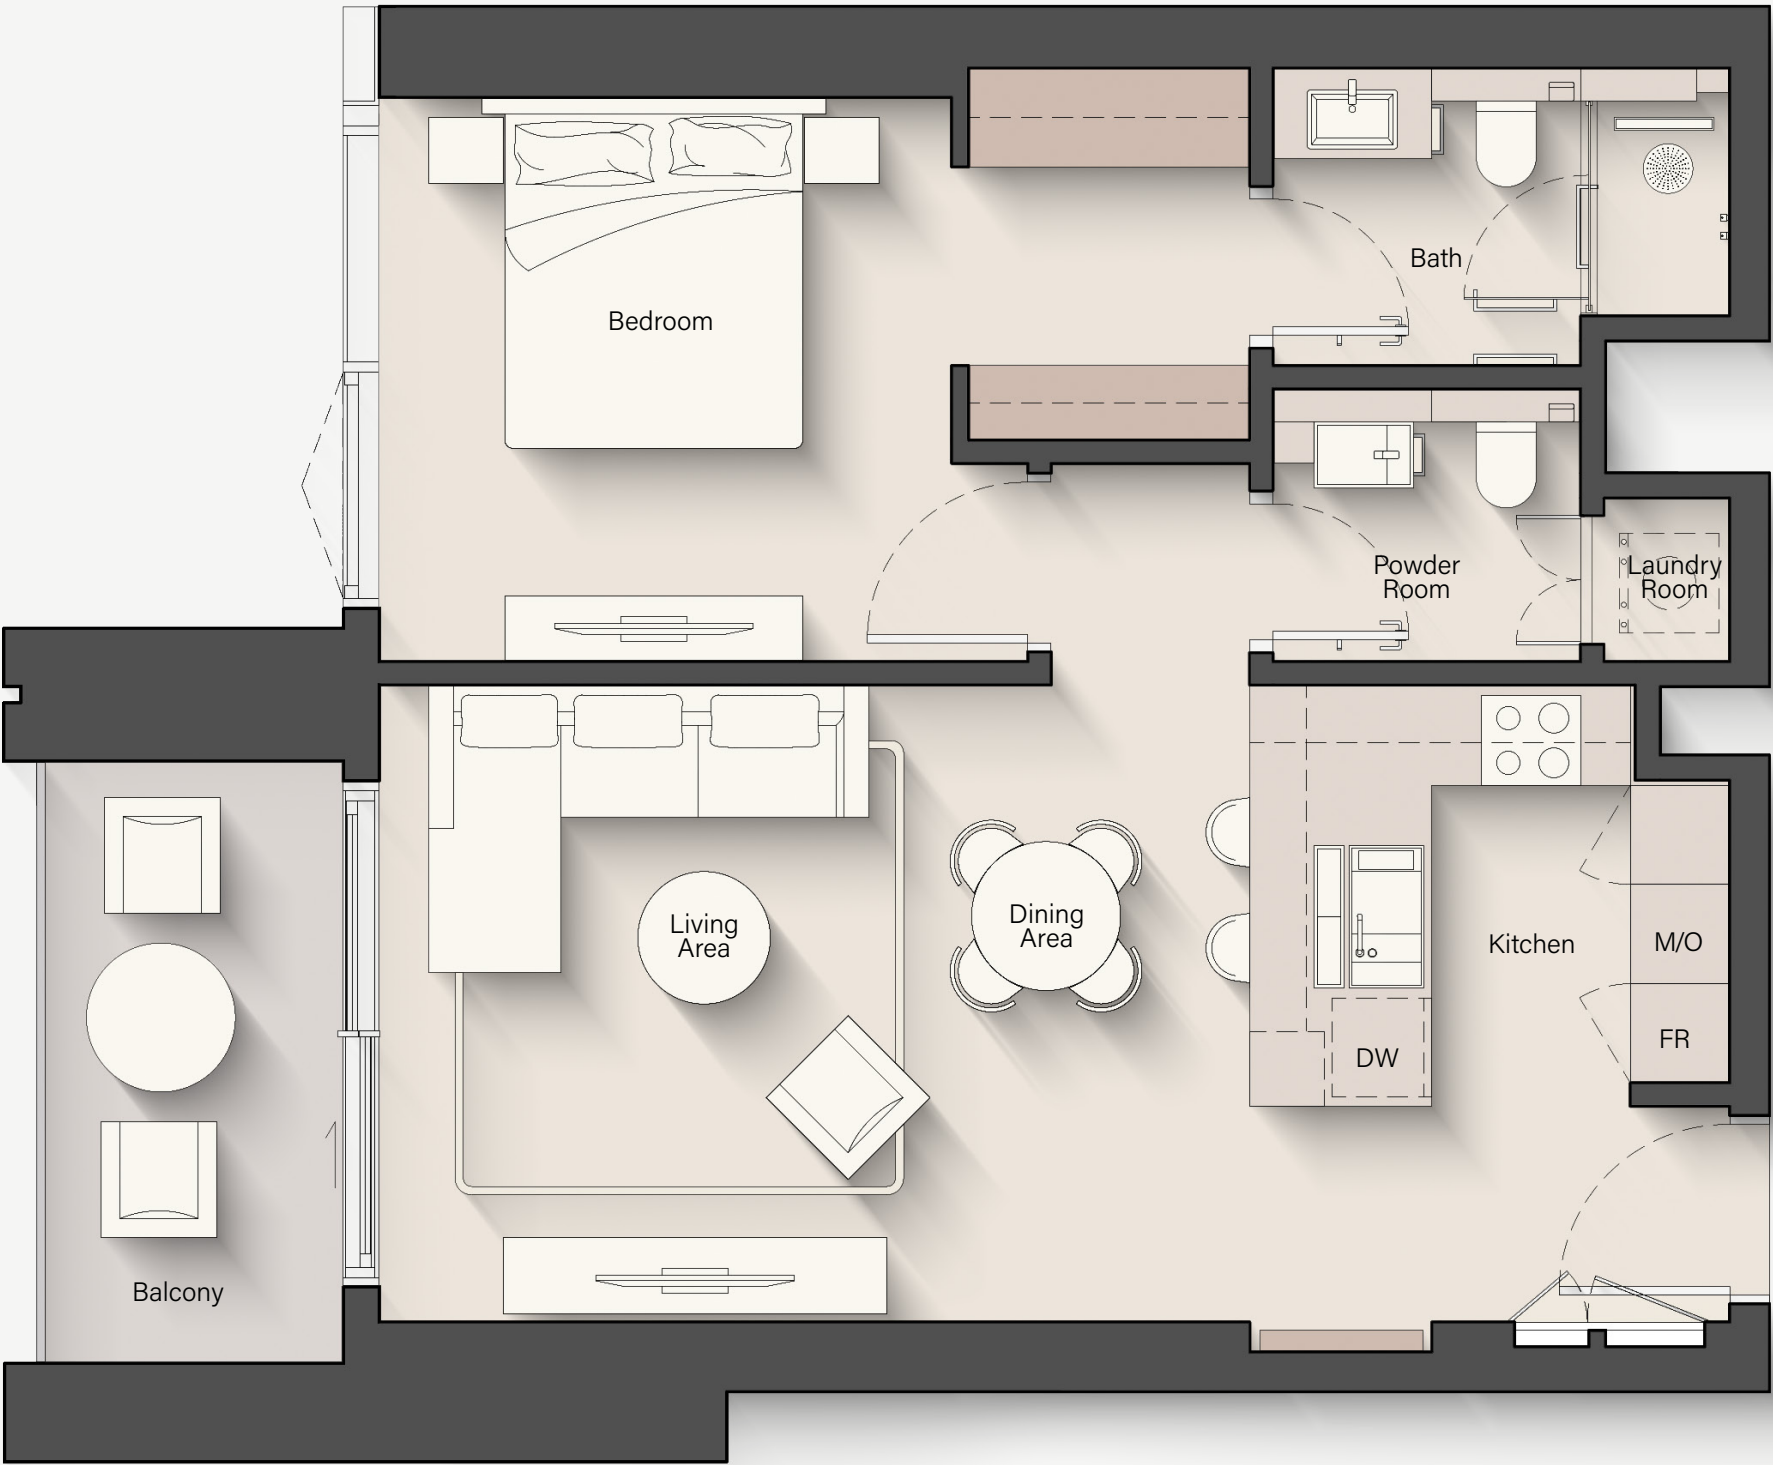 Bath
Bedroom
Powder
Room
Laundry
Room
Living
Area
Dining
Area
Kitchen
M/O
FR
DW
Balcony